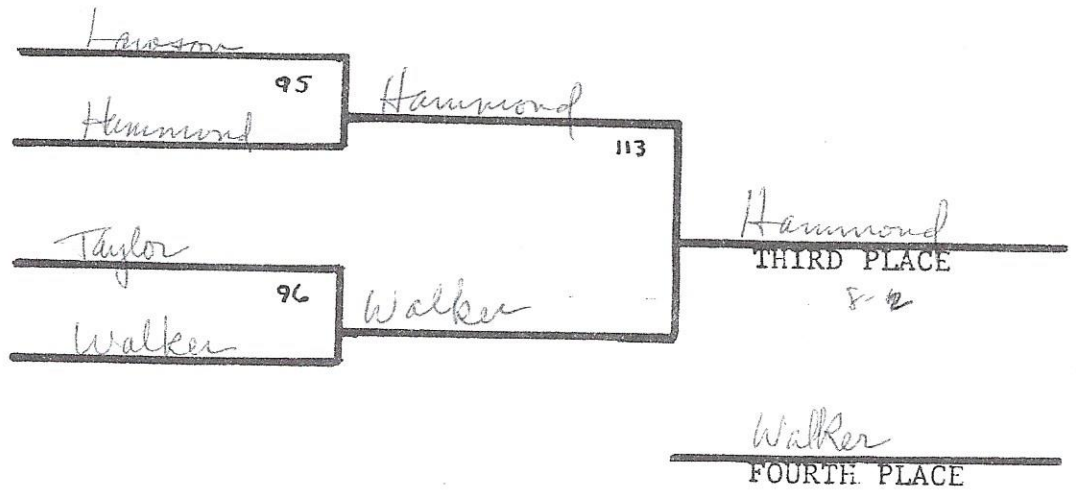 Lawson
95
Hammond
Hammond
113
Taylor
96
Walker
Walker
Hammond
THIRD PLACE
Walker
FOURTH PLACE